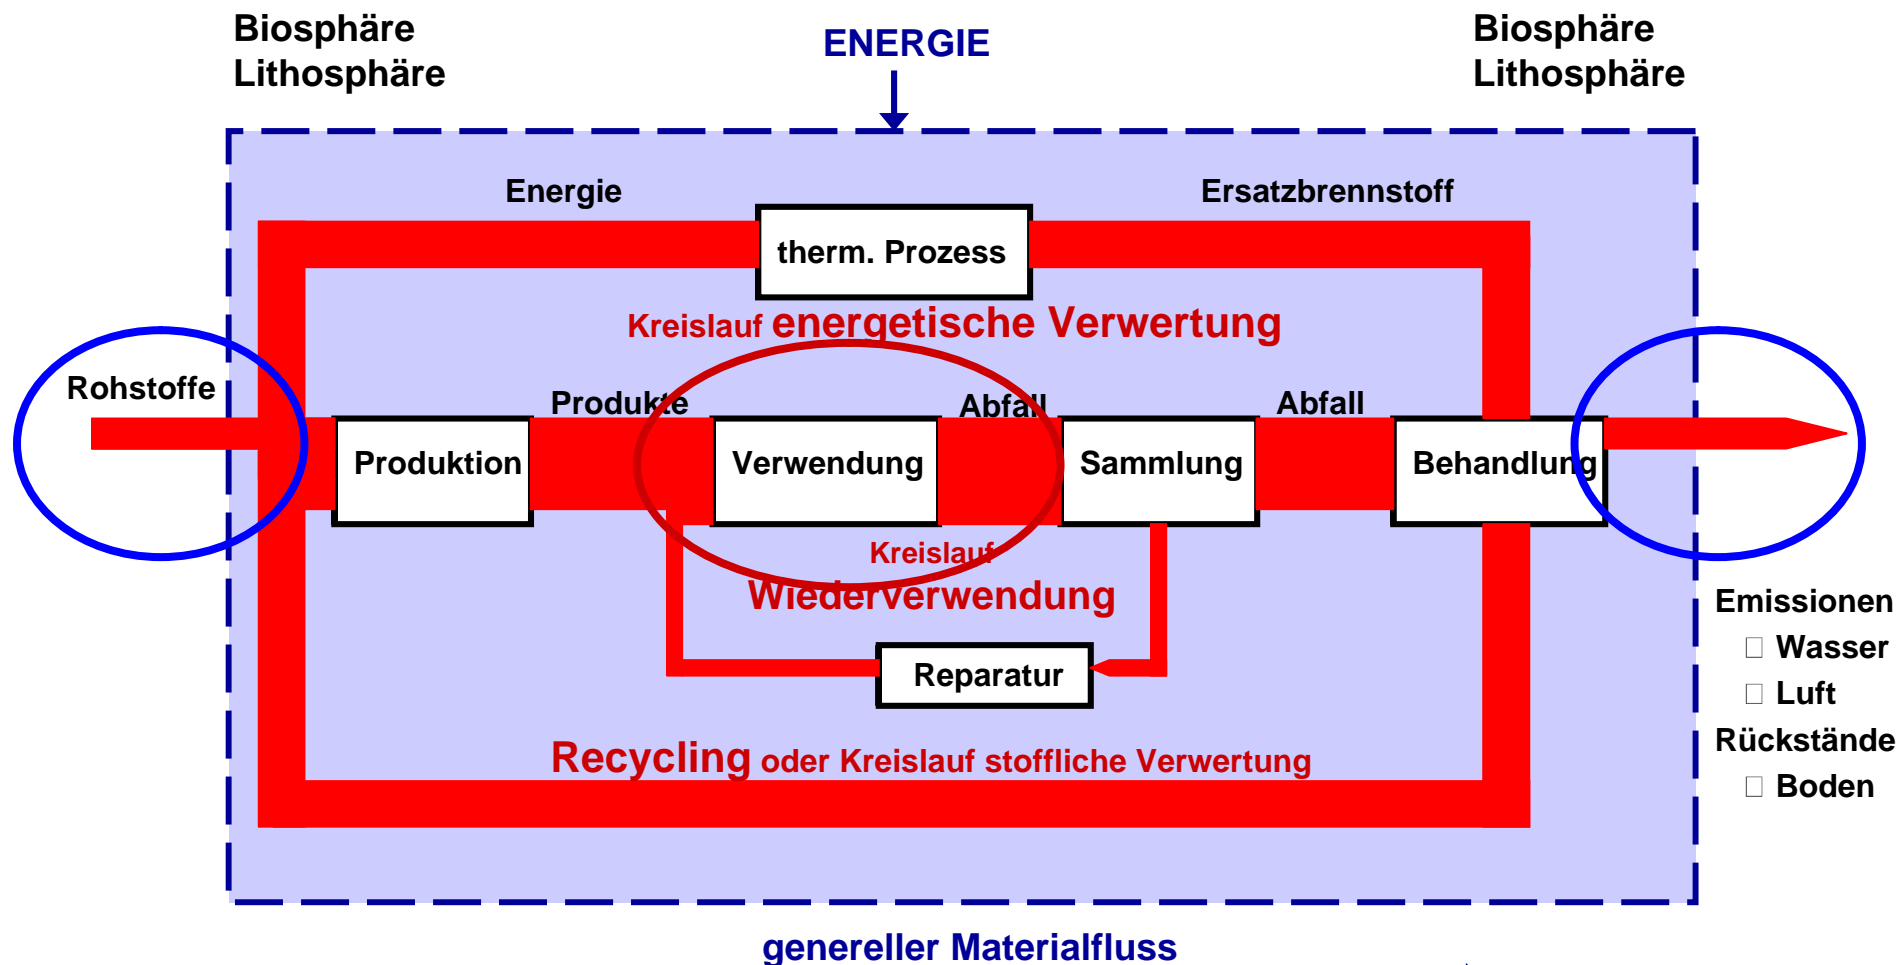 Biosphäre
Lithosphäre
ENERGIE
Biosphäre
Lithosphäre
Energie
Ersatzbrennstoff
therm. Prozess
Kreislauf energetische Verwertung
Rohstoffe
Produkte
Abfall
Abfall
Produktion
Verwendung
Sammlung
Behandlung
Kreislauf
Wiederverwendung
Reparatur
Recycling oder Kreislauf stoffliche Verwertung
Emissionen
□ Wasser
□ Luft
Rückstände
□ Boden
genereller Materialfluss